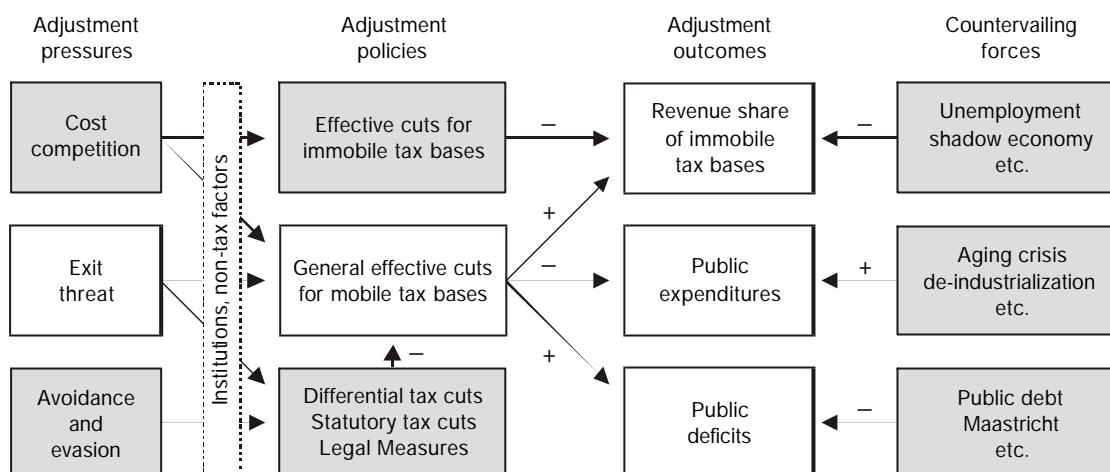 Adjustment
pressures
Adjustment
policies
Adjustment
outcomes
Countervailing
forces
Cost
competition
Institutions, non-tax factors
Effective cuts for
immobile tax bases
–
Revenue share
of immobile
tax bases
–
Unemployment
shadow economy
etc.
Exit
threat
General effective cuts
for mobile tax bases
+
–
+
Public
expenditures
+
Aging crisis
de-industrialization
etc.
Avoidance
and
evasion
–
Differential tax cuts
Statutory tax cuts
Legal Measures
Public
deficits
–
Public debt
Maastricht
etc.